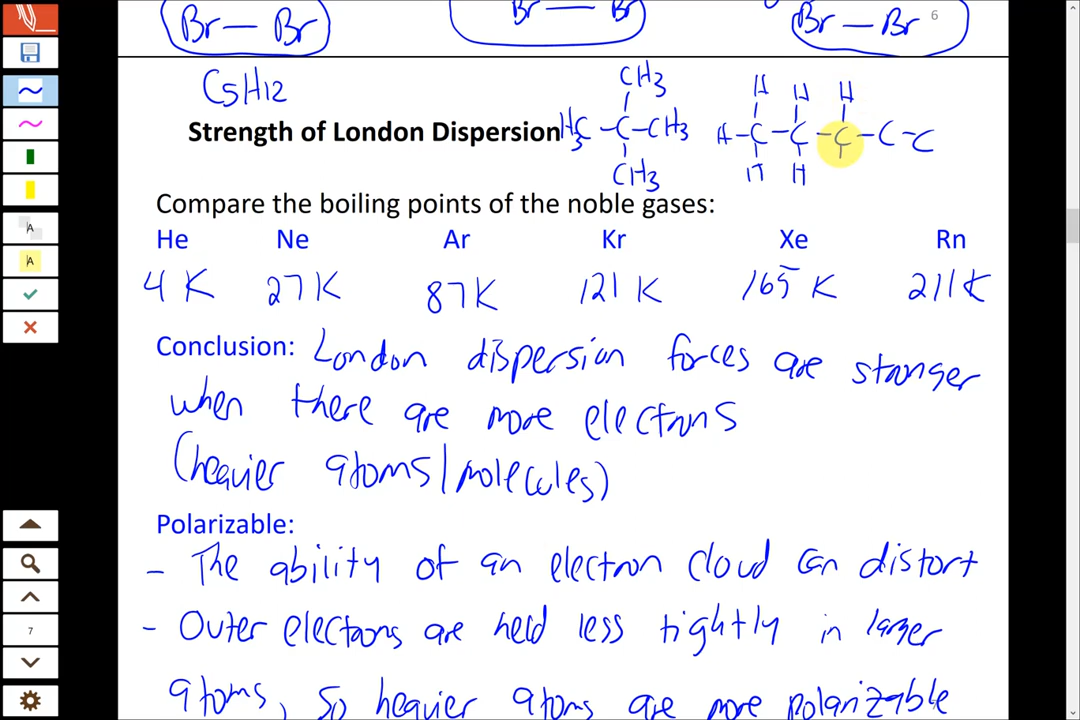 Br — Br Br — Br Br — Br 6
C5H12
CH3
H H H
Strength of London Dispersion H3C – C – CH3 H – C – C – C – C – C
CH3 H H
Compare the boiling points of the noble gases:
He Ne Ar Kr Xe Rn
4 K 27 K 87 K 121 K 165 K 211 K
Conclusion: London dispersion forces are stronger
when there are more electrons
(heavier atoms/molecules)
Polarizable:
- The ability of an electron cloud can distort
- Outer electrons are held less tightly in larger
atoms, so heavier atoms are more polarizable
7